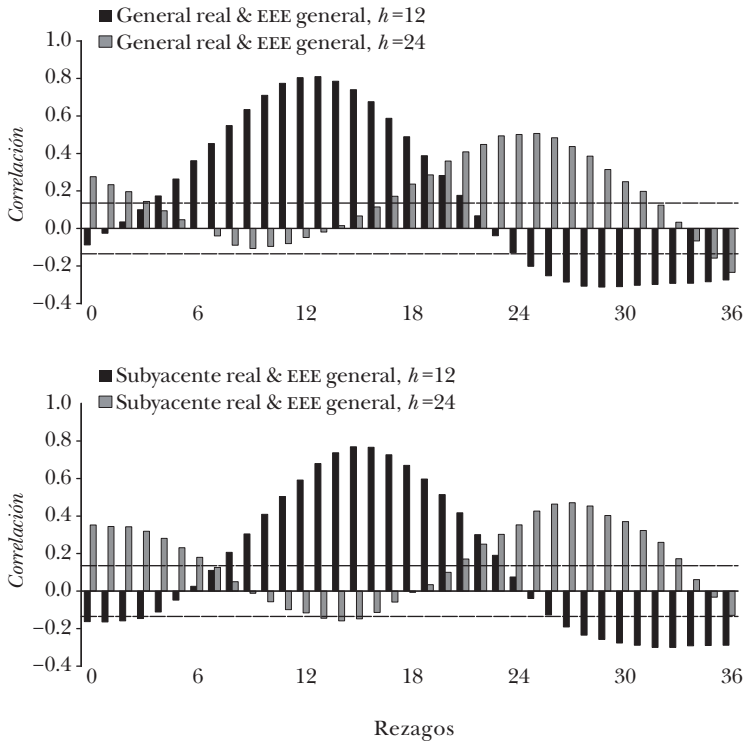 General real & EEE general, h=12
General real & EEE general, h=24
1.0
0.8
0.6
0.4
0.2
0.0
−0.2
−0.4
Correlación
0 6 12 18 24 30 36
Subyacente real & EEE general, h=12
Subyacente real & EEE general, h=24
1.0
0.8
0.6
0.4
0.2
0.0
−0.2
−0.4
Correlación
0 6 12 18 24 30 36
Rezagos